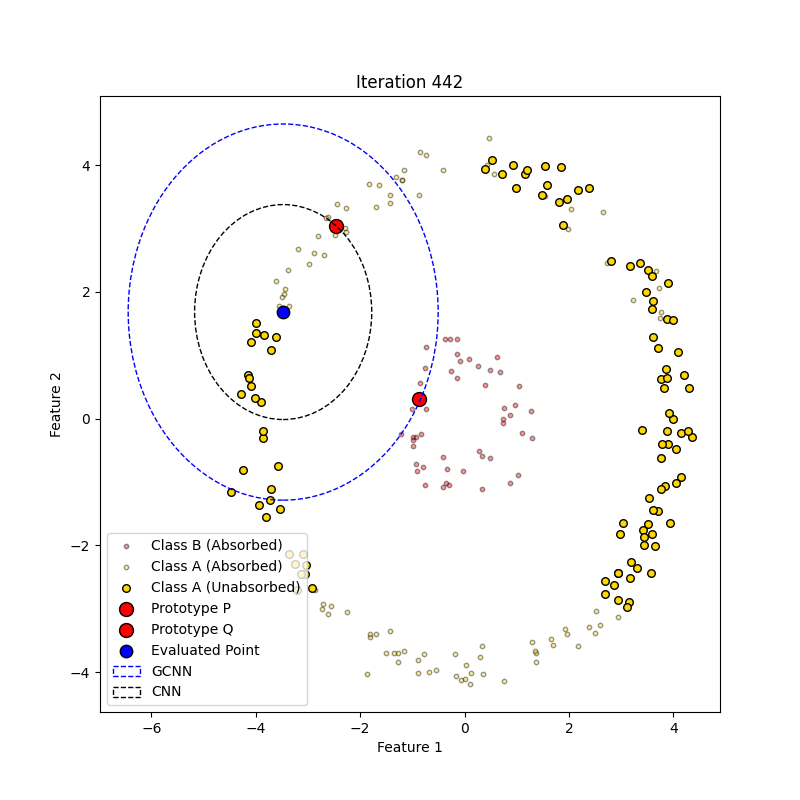 Iteration 442
Feature 2
4
2
0
−2
−4
Class B (Absorbed)
Class A (Absorbed)
Class A (Unabsorbed)
Prototype P
Prototype Q
Evaluated Point
GCNN
CNN
−6 −4 −2 0 2 4
Feature 1